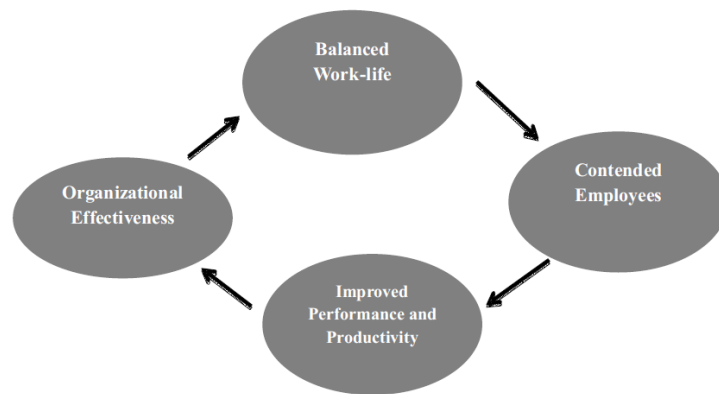 Balanced
Work-life
Contended
Employees
Organizational
Effectiveness
Improved
Performance and
Productivity